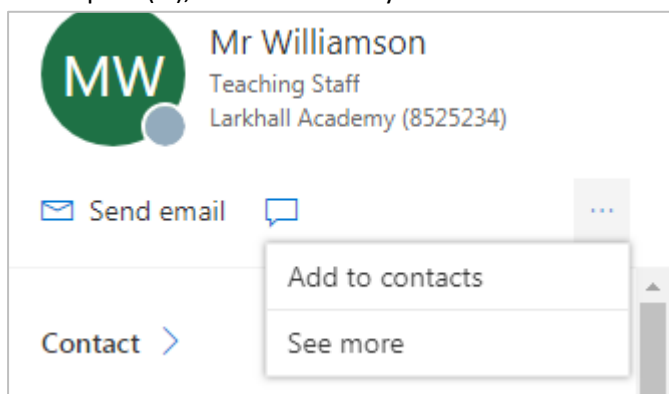 MW
Mr Williamson
Teaching Staff
Larkhall Academy (8525234)
Send email
...
Add to contacts
See more
Contact >